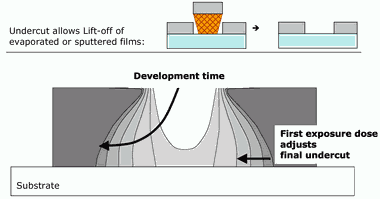 Undercut allows Lift-off of
evaporated or sputtered films:
Development time
First exposure dose
adjusts
final undercut
Substrate